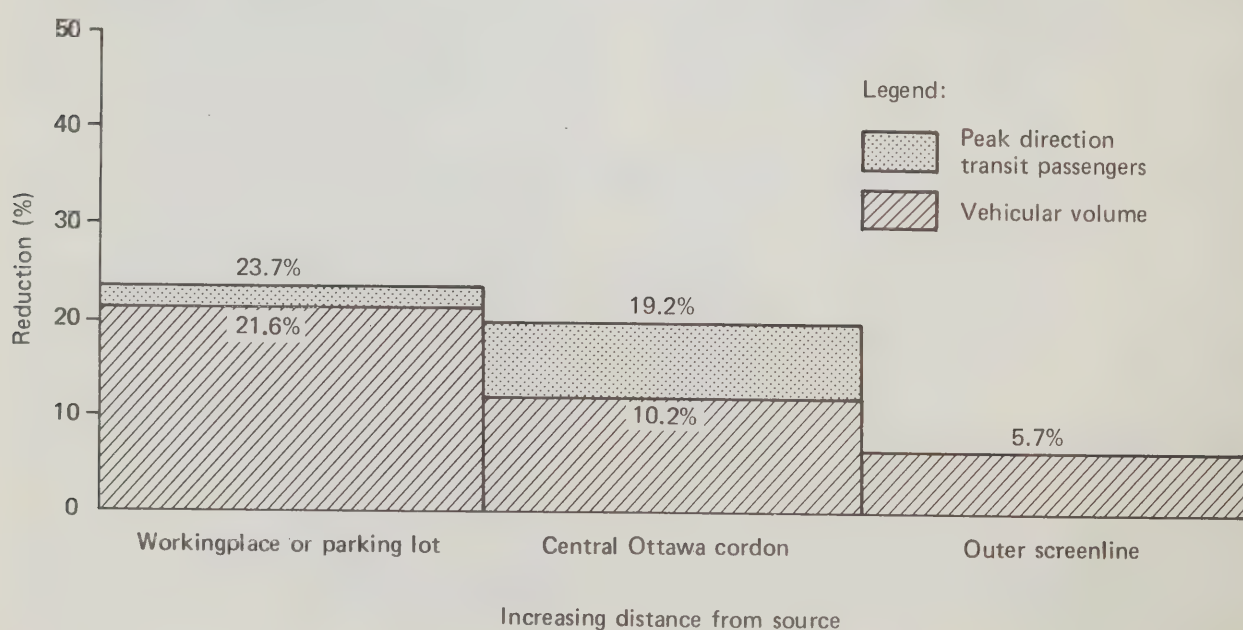 50
40
30
20
10
0
Reduction (%)
Legend:
Peak direction
transit passengers
Vehicular volume
23.7%
21.6%
19.2%
10.2%
5.7%
Workingplace or parking lot
Central Ottawa cordon
Outer screenline
Increasing distance from source